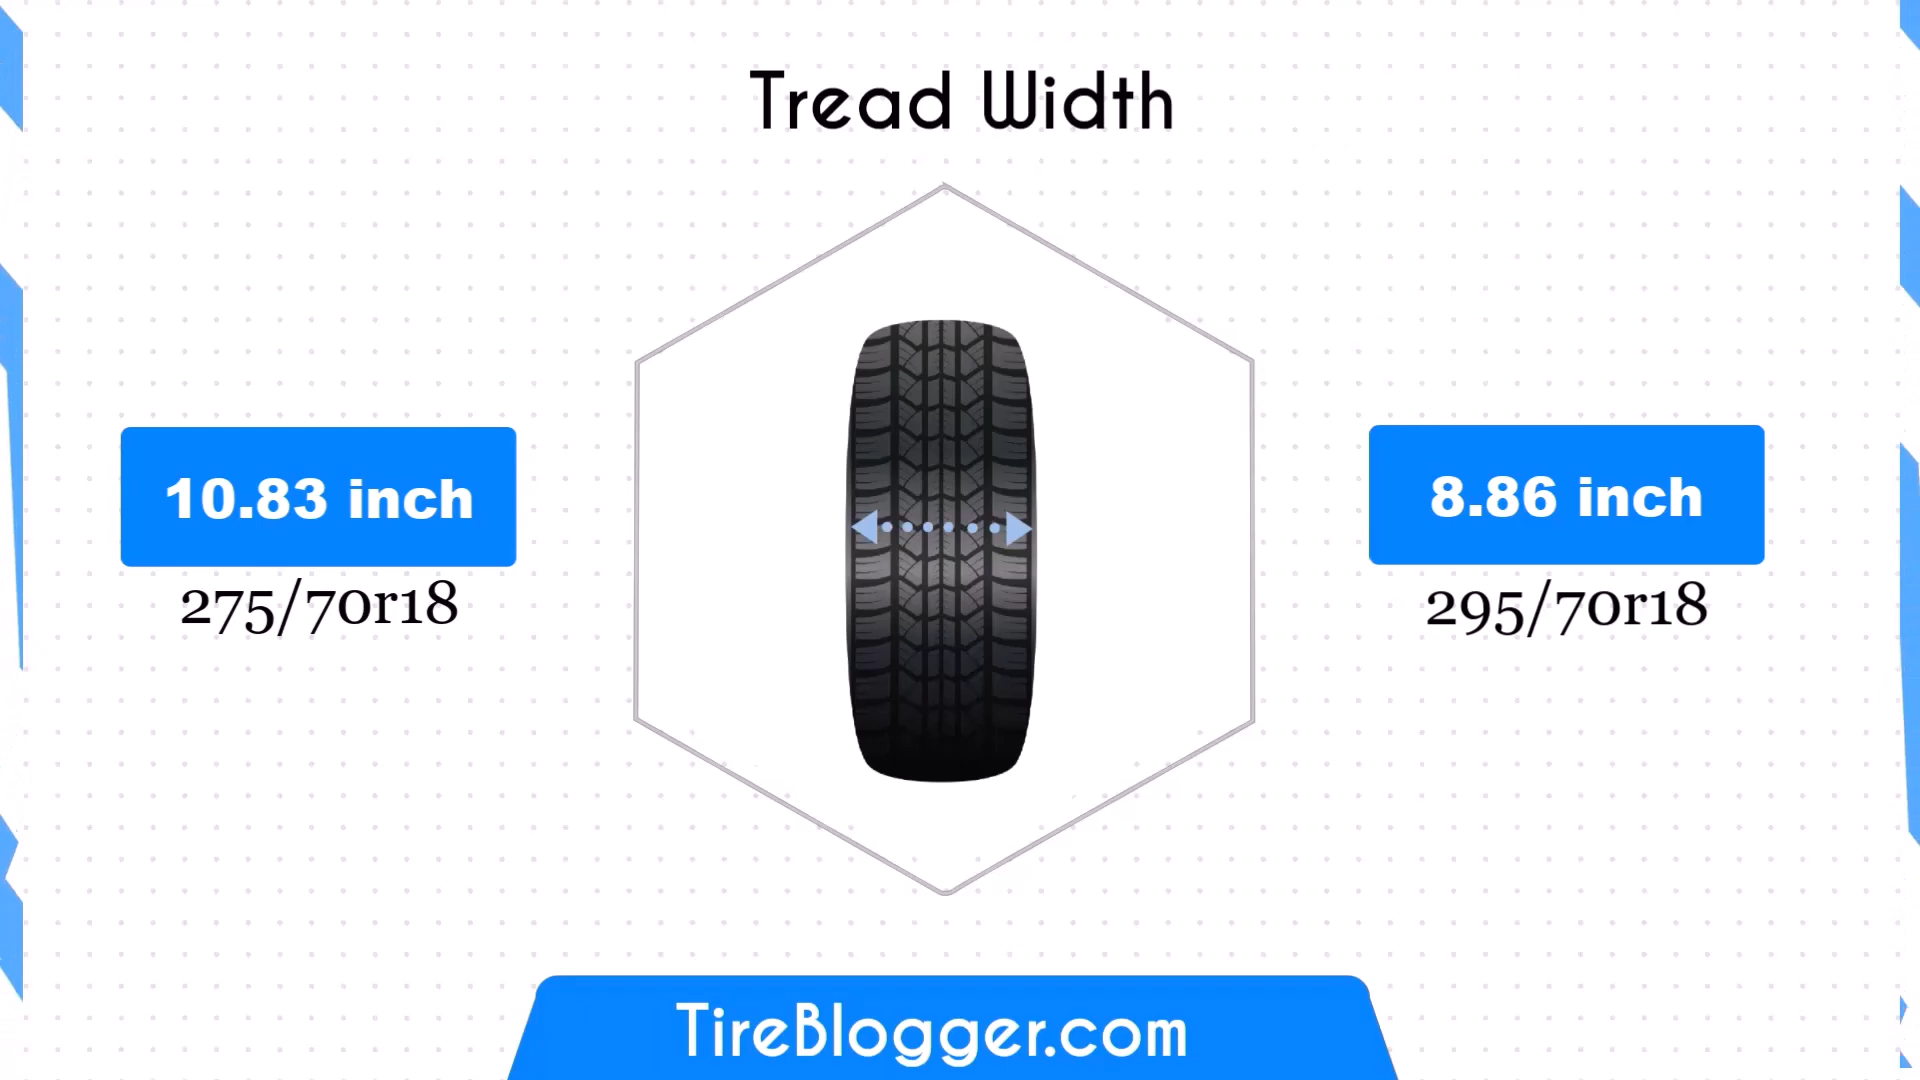 Tread Width
10.83 inch
275/70r18
8.86 inch
295/70r18
TireBlogger.com